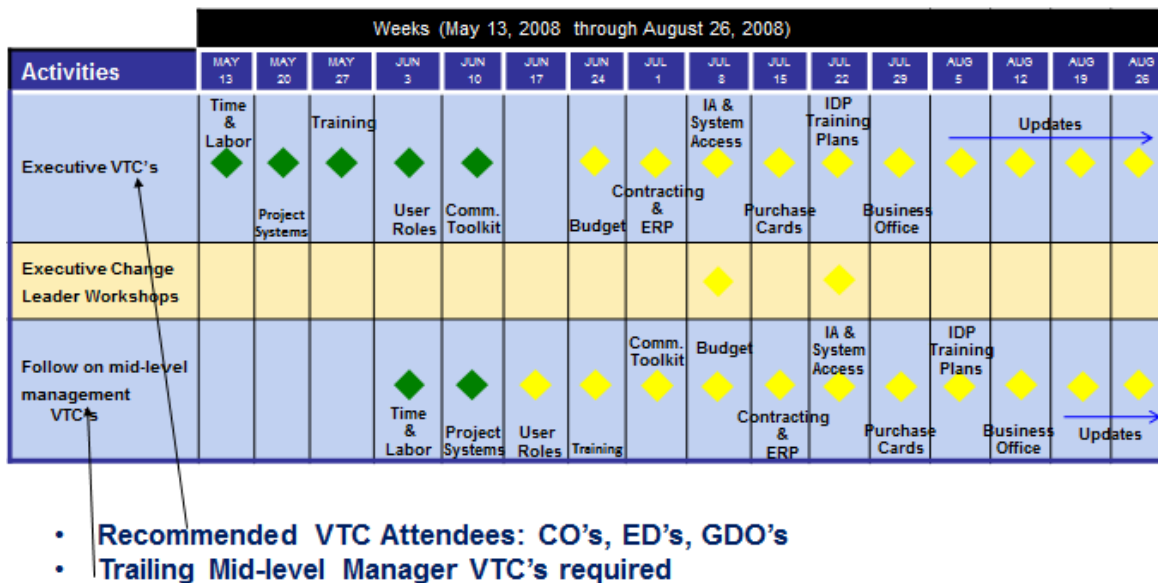 Weeks (May 13, 2008 through August 26, 2008)
Activities
MAY 13
MAY 20
MAY 27
JUN 3
JUN 10
JUN 17
JUN 24
JUL 1
JUL 8
JUL 15
JUL 22
JUL 29
AUG 5
AUG 12
AUG 19
AUG 26
Executive VTC's
Time
&
Labor
Project
Systems
Training
User
Roles
Comm.
Toolkit
Budget
Contracting
&
ERP
IA &
System
Access
Purchase
Cards
IDP
Training
Plans
Business
Office
Updates
Executive Change
Leader Workshops
Follow on mid-level
management
VTC's
Time
&
Labor
Project
Systems
User
Roles
Training
Comm.
Toolkit
Budget
Contracting
&
ERP
IA &
System
Access
Purchase
Cards
IDP
Training
Plans
Business
Office
Updates
• Recommended VTC Attendees: CO's, ED's, GDO's
• Trailing Mid-level Manager VTC's required